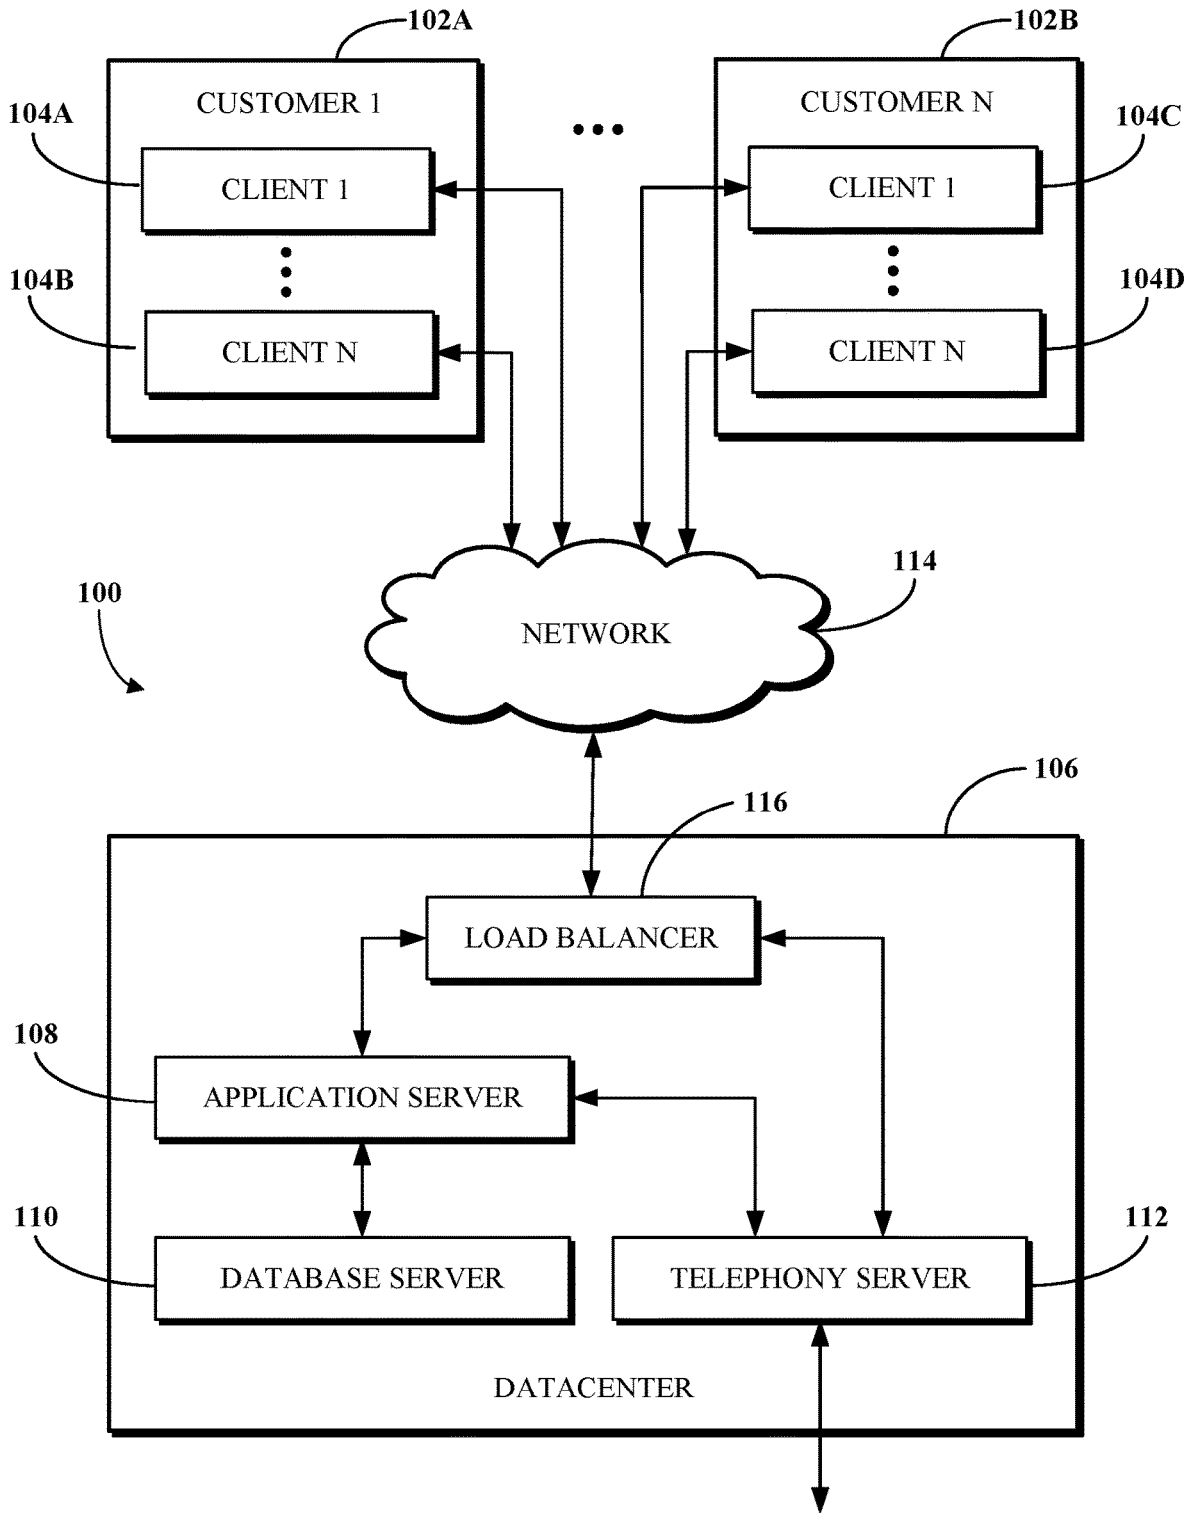 102A
102B
CUSTOMER 1
CUSTOMER N
104A
104C
CLIENT 1
CLIENT 1
104B
104D
CLIENT N
CLIENT N
114
100
NETWORK
106
116
LOAD BALANCER
108
APPLICATION SERVER
110
112
DATABASE SERVER
TELEPHONY SERVER
DATACENTER